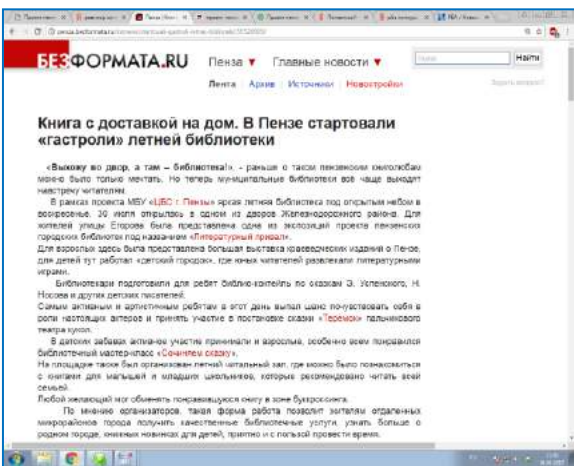 БЕЗФОРМАТА.RU
Пенза ▼ Главные новости ▼
Найти
Лента Архив Источники Новостройки
Книга с доставкой на дом. В Пензе стартовали
«гастроли» летней библиотеки
«Выхожу во двор, а там – библиотека!», - раньше о таком пензенским книголюбам
можно было только мечтать. Но теперь муниципальные библиотеки всё чаще выходят
навстречу читателям.
В рамках проекта МБУ «ЦБС г. Пензы» яркая летняя библиотека под открытым небом в
воскресенье, 30 июля открылась в одном из дворов Железнодорожного района. Для
жителей улицы Егорова была представлена одна из экспозиций проекта пензенских
городских библиотек под названием «Литературный привал».
Для взрослых здесь была представлена большая выставка краеведческих изданий о Пензе,
для детей тут работал «детский городок», где юных читателей развлекали литературными
играми.
Библиотекари подготовили для ребят библио-коктейль по сказкам Э. Успенского, Н.
Носова и других детских писателей.
Самым активным и артистичным ребятам в этот день выпал шанс почувствовать себя в
роли настоящих актеров и принять участие в постановке сказки «Теремок» пальчикового
театра кукол.
В детских забавах активное участие принимали и взрослые, особенно всем понравился
библиотечный мастер-класс «Сочиняем сказку».
На площадке также был организован летний читальный зал, где можно было познакомиться
с книгами для малышей и младших школьников, которые рекомендовано читать всей
семьей.
Любой желающий мог обменять понравившуюся книгу в зоне буккроссинга.
По мнению организаторов, такая форма работа позволит жителям отдаленных
микрорайонов города получить качественные библиотечные услуги, узнать больше о
родном городе, книжных новинках для детей, приятно и с пользой провести время.